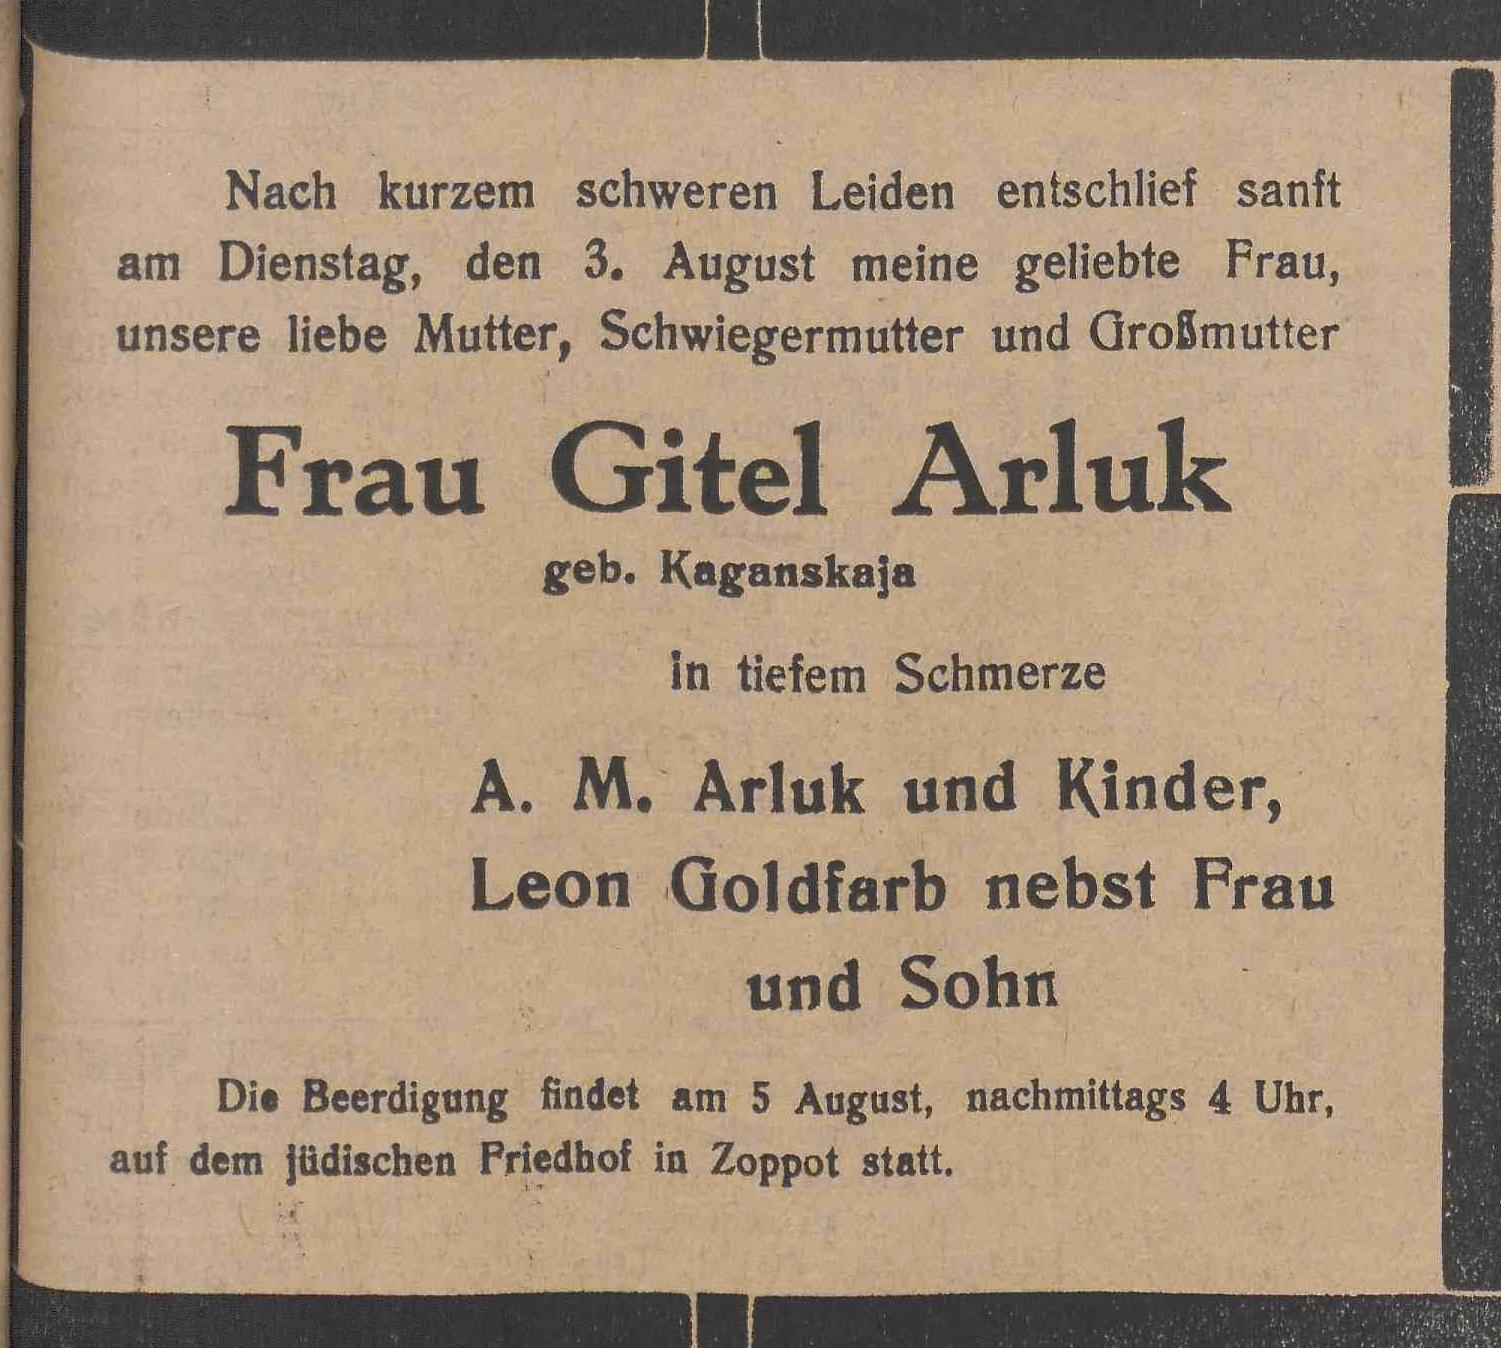 Nach kurzem schweren Leiden entschlief sanft
am Dienstag, den 3. August meine geliebte Frau,
unsere liebe Mutter, Schwiegermutter und Großmutter
Frau Gitel Arluk
geb. Kaganskaja
in tiefem Schmerze
A. M. Arluk und Kinder,
Leon Goldfarb nebst Frau
und Sohn
Die Beerdigung findet am 5 August, nachmittags 4 Uhr,
auf dem jüdischen Friedhof in Zoppot statt.